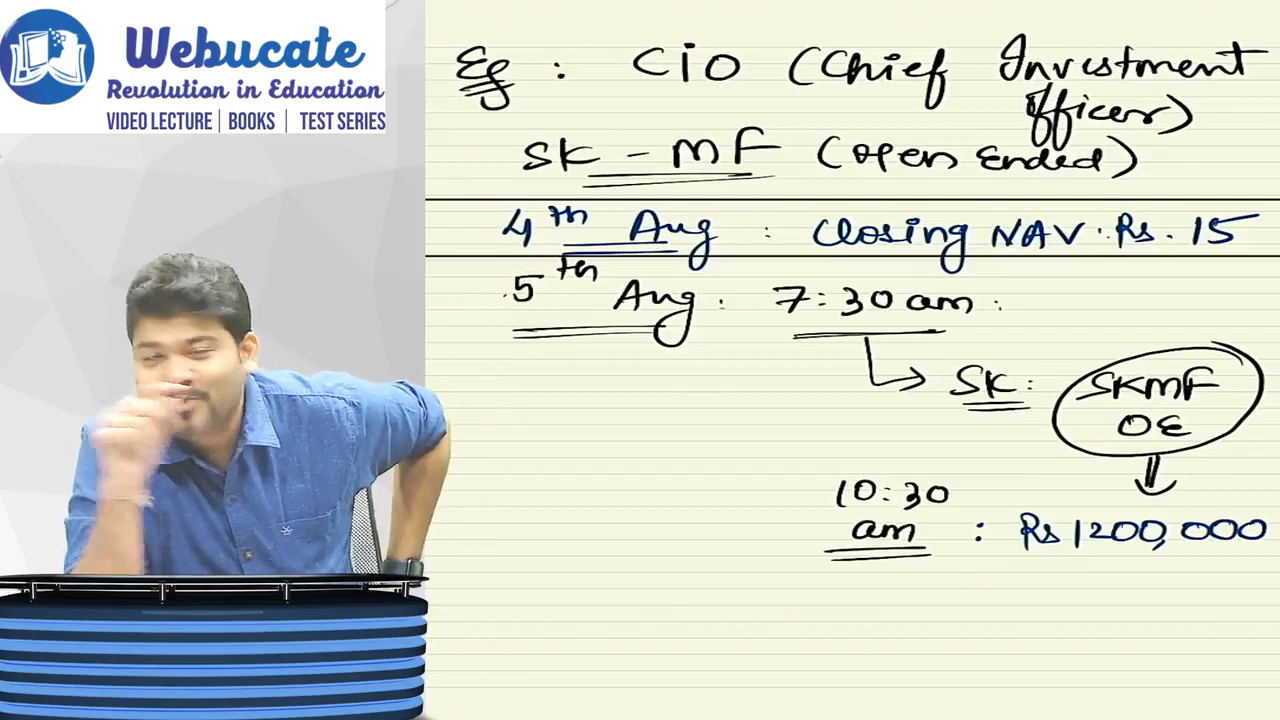 Webucate
Revolution in Education
VIDEO LECTURE | BOOKS | TEST SERIES
Eg : CIO (Chief Investment
Officer)
SK - MF (Open Ended)
4th Aug : Closing NAV. Rs. 15
5th Aug : 7:30 am :
SK : SKMF
OE
10:30
am : Rs 1200,000